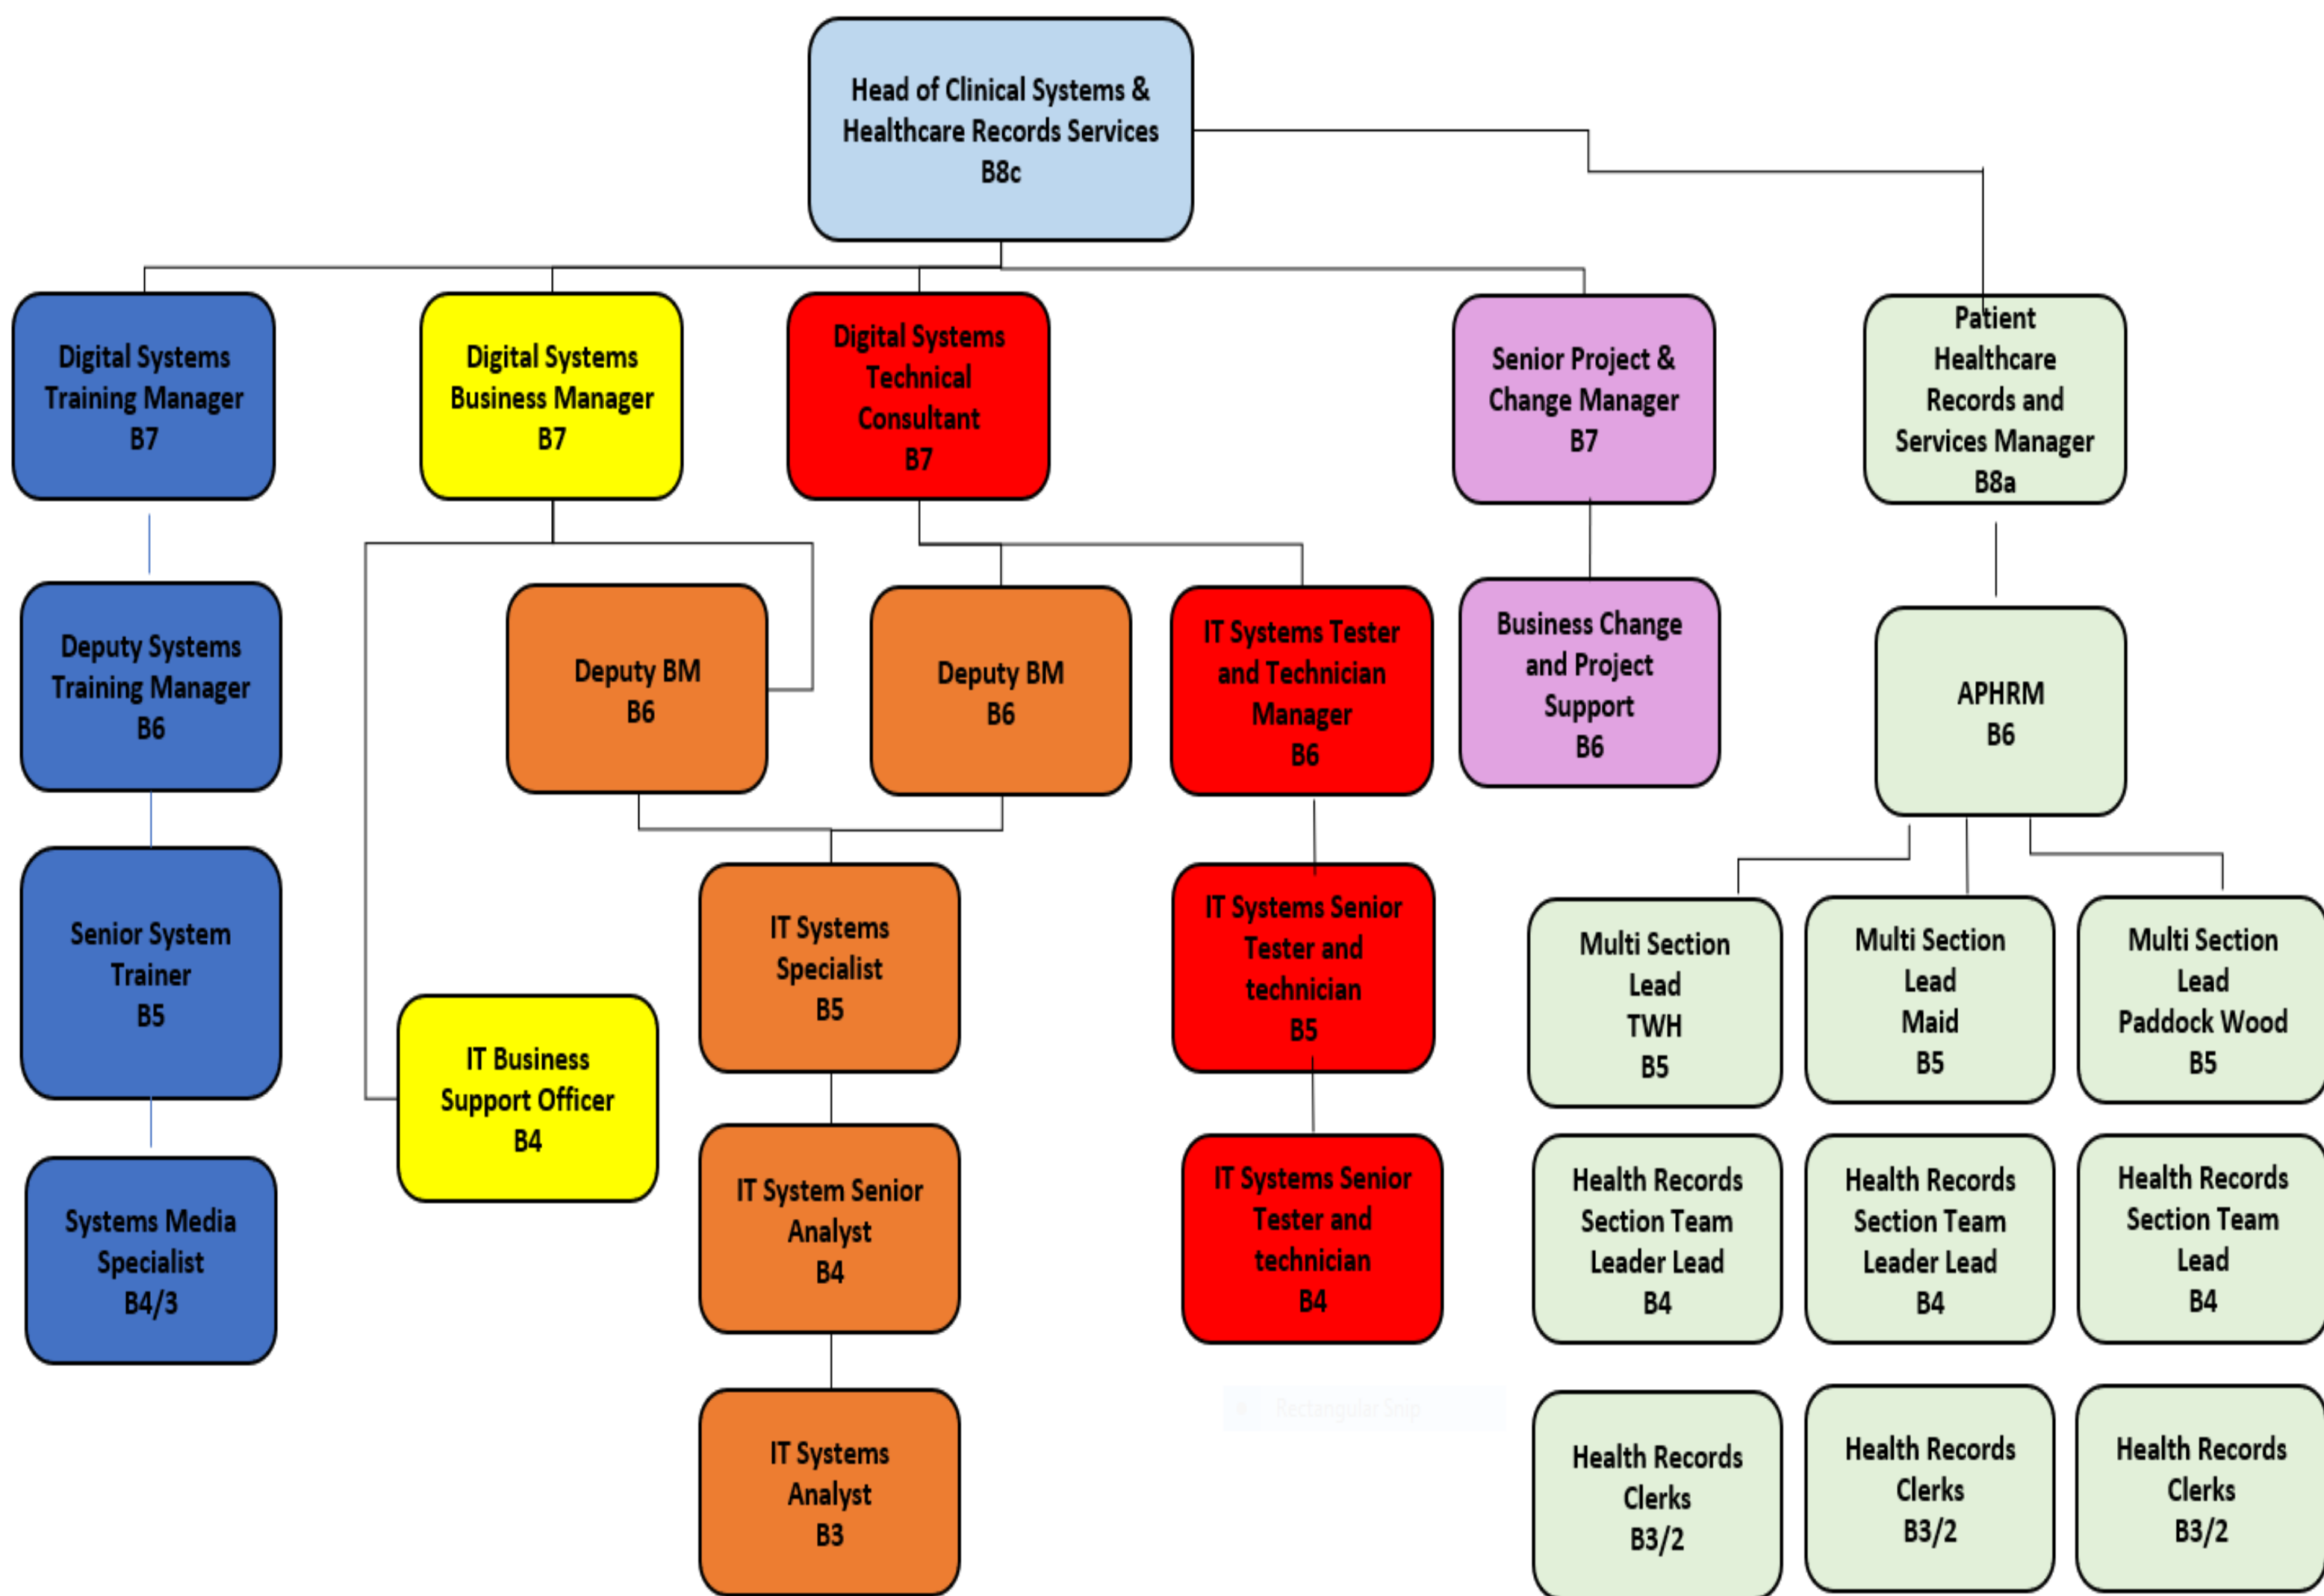 Head of Clinical Systems &
Healthcare Records Services
B8c
Digital Systems
Training Manager
B7
Digital Systems
Business Manager
B7
Digital Systems
Technical
Consultant
B7
Senior Project &
Change Manager
B7
Patient
Healthcare
Records and
Services Manager
B8a
Deputy Systems
Training Manager
B6
Deputy BM
B6
Deputy BM
B6
IT Systems Tester
and Technician
Manager
B6
Business Change
and Project
Support
B6
APHRM
B6
Senior System
Trainer
B5
IT Systems
Specialist
B5
IT Systems Senior
Tester and
technician
B5
Multi Section
Lead
TWH
B5
Multi Section
Lead
Maid
B5
Multi Section
Lead
Paddock Wood
B5
IT Business
Support Officer
B4
Systems Media
Specialist
B4/3
IT System Senior
Analyst
B4
IT Systems Senior
Tester and
technician
B4
Health Records
Section Team
Leader Lead
B4
Health Records
Section Team
Leader Lead
B4
Health Records
Section Team
Lead
B4
Rectangular Snip
IT Systems
Analyst
B3
Health Records
Clerks
B3/2
Health Records
Clerks
B3/2
Health Records
Clerks
B3/2